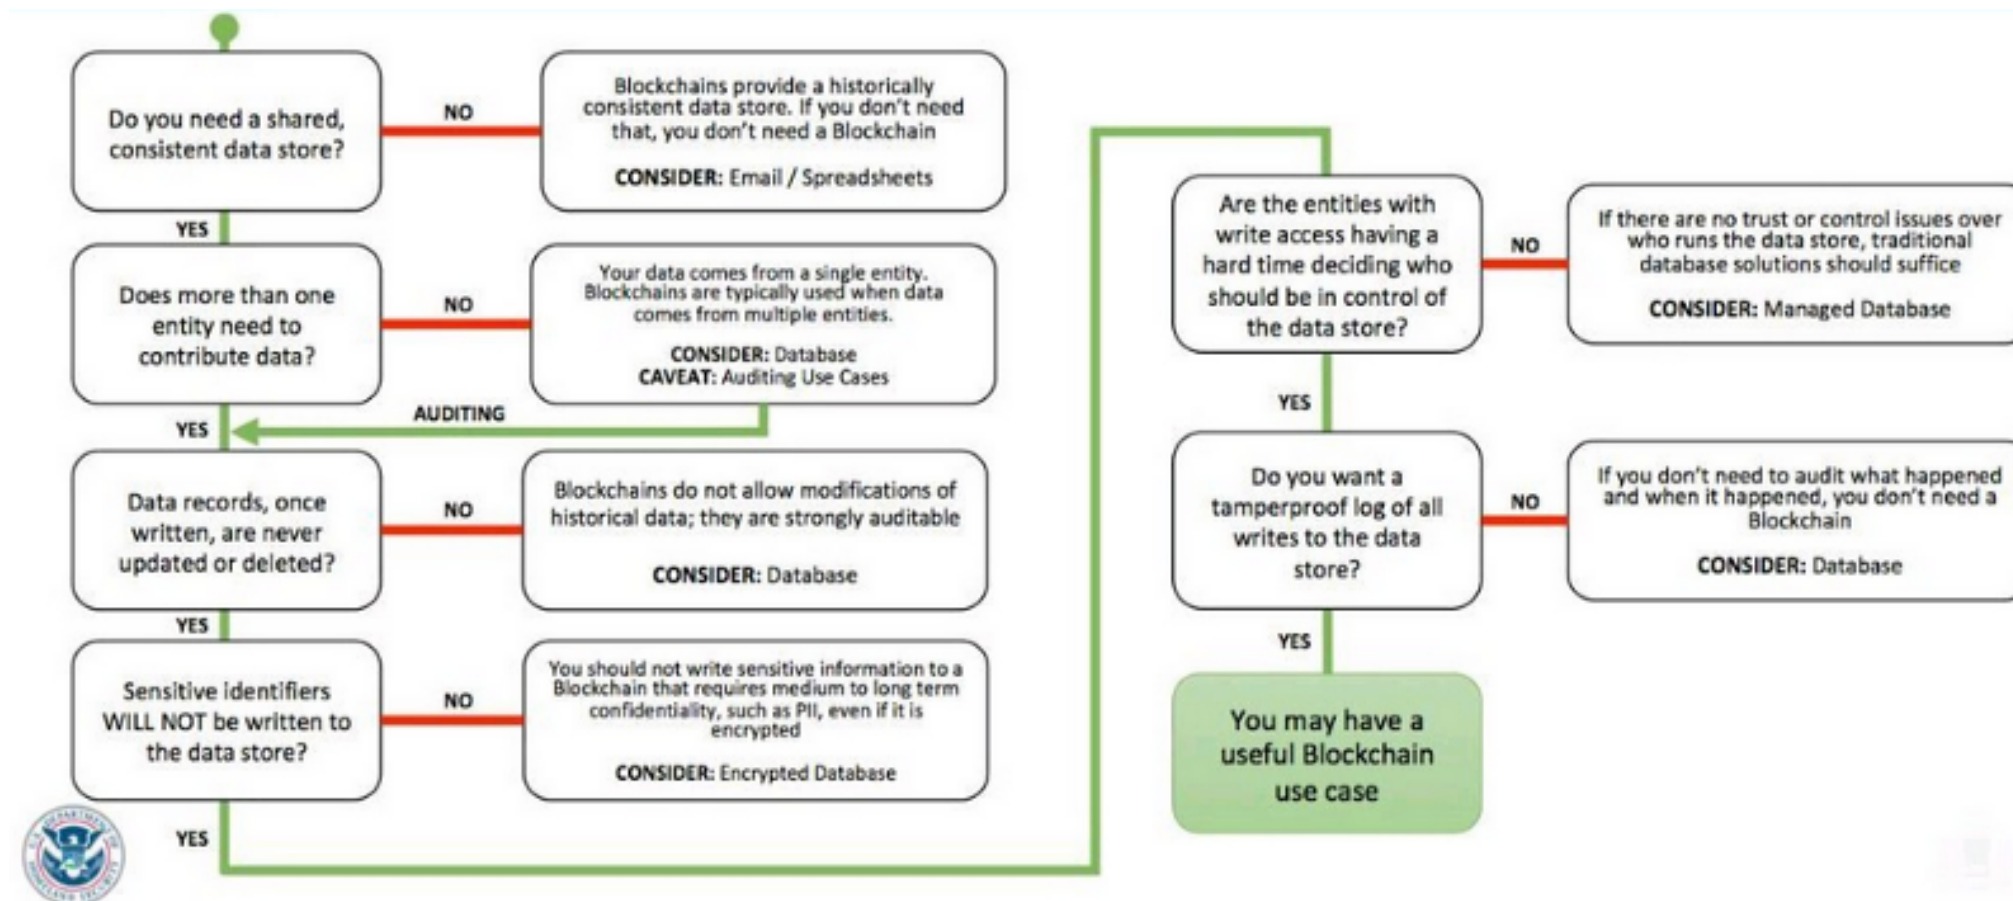 Do you need a shared,
consistent data store?
NO
Blockchains provide a historically
consistent data store. If you don't need
that, you don't need a Blockchain
CONSIDER: Email / Spreadsheets
YES
Does more than one
entity need to
contribute data?
NO
Your data comes from a single entity.
Blockchains are typically used when data
comes from multiple entities.
CONSIDER: Database
CAVEAT: Auditing Use Cases
AUDITING
YES
Data records, once
written, are never
updated or deleted?
NO
Blockchains do not allow modifications of
historical data; they are strongly auditable
CONSIDER: Database
YES
Sensitive identifiers
WILL NOT be written to
the data store?
NO
You should not write sensitive information to a
Blockchain that requires medium to long term
confidentiality, such as PII, even if it is
encrypted
CONSIDER: Encrypted Database
YES
U.S. DEPARTMENT OF
HOMELAND SECURITY
Are the entities with
write access having a
hard time deciding who
should be in control of
the data store?
NO
If there are no trust or control issues over
who runs the data store, traditional
database solutions should suffice
CONSIDER: Managed Database
YES
Do you want a
tamperproof log of all
writes to the data
store?
NO
If you don't need to audit what happened
and when it happened, you don't need a
Blockchain
CONSIDER: Database
YES
You may have a
useful Blockchain
use case